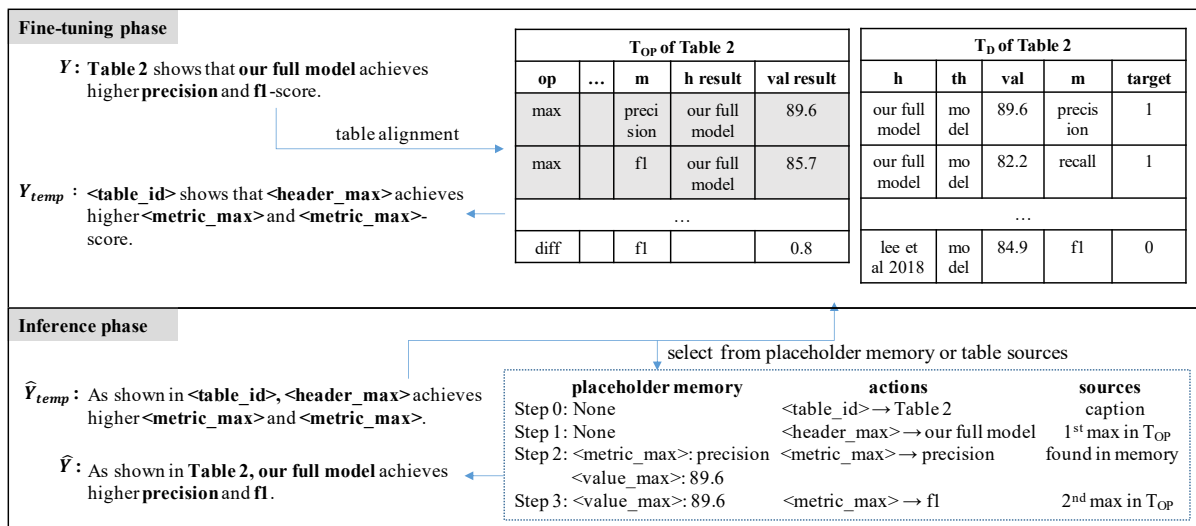 Fine-tuning phase
Y : Table 2 shows that our full model achieves
higher precision and f1-score.
table alignment
Y_temp : <table_id> shows that <header_max> achieves
higher <metric_max> and <metric_max>-
score.
T_OP of Table 2
op … m h result val result
max preci sion our full model 89.6
max f1 our full model 85.7
…
diff f1 0.8
T_D of Table 2
h th val m target
our full model mo del 89.6 precis ion 1
our full model mo del 82.2 recall 1
…
lee et al 2018 mo del 84.9 f1 0
Inference phase
select from placeholder memory or table sources
Ŷ_temp : As shown in <table_id>, <header_max> achieves
higher <metric_max> and <metric_max>.
Ŷ : As shown in Table 2, our full model achieves
higher precision and f1.
placeholder memory actions sources
Step 0: None <table_id> → Table 2 caption
Step 1: None <header_max> → our full model 1st max in T_OP
Step 2: <metric_max>: precision <metric_max> → precision found in memory
<value_max>: 89.6
Step 3: <value_max>: 89.6 <metric_max> → f1 2nd max in T_OP